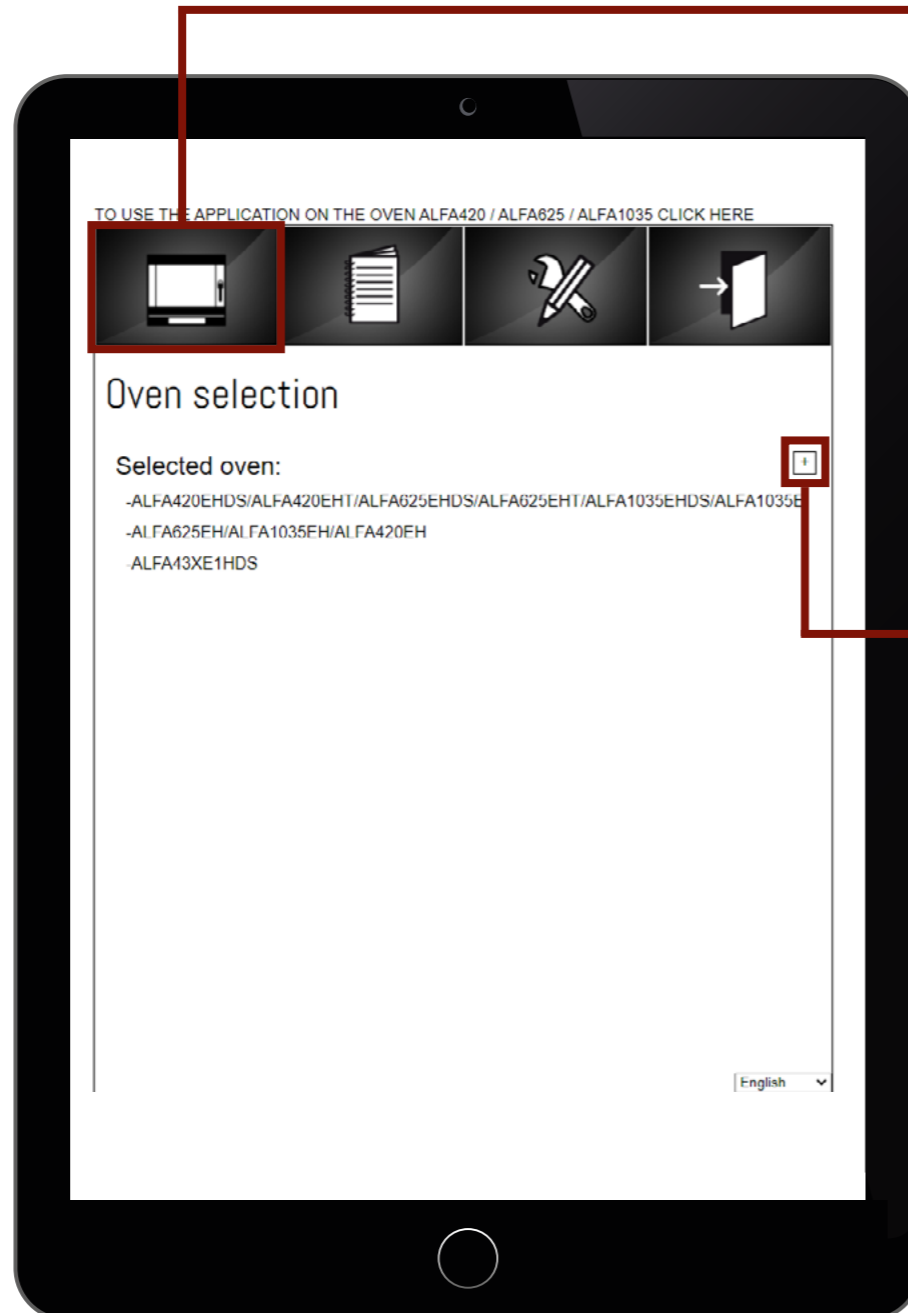 TO USE THE APPLICATION ON THE OVEN ALFA420 / ALFA625 / ALFA1035 CLICK HERE
Oven selection
Selected oven:
+
-ALFA420EHDS/ALFA420EHT/ALFA625EHDS/ALFA625EHT/ALFA1035EHDS/ALFA1035E
-ALFA625EH/ALFA1035EH/ALFA420EH
-ALFA43XE1HDS
English